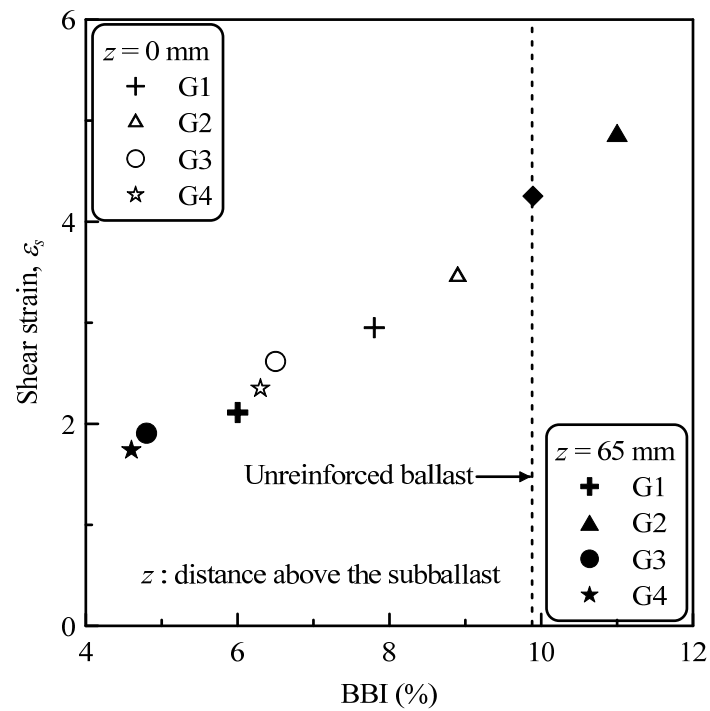 6
4
2
0
Shear strain, εs
z = 0 mm
G1
G2
G3
G4
Unreinforced ballast
z : distance above the subballast
z = 65 mm
G1
G2
G3
G4
4 6 8 10 12
BBI (%)